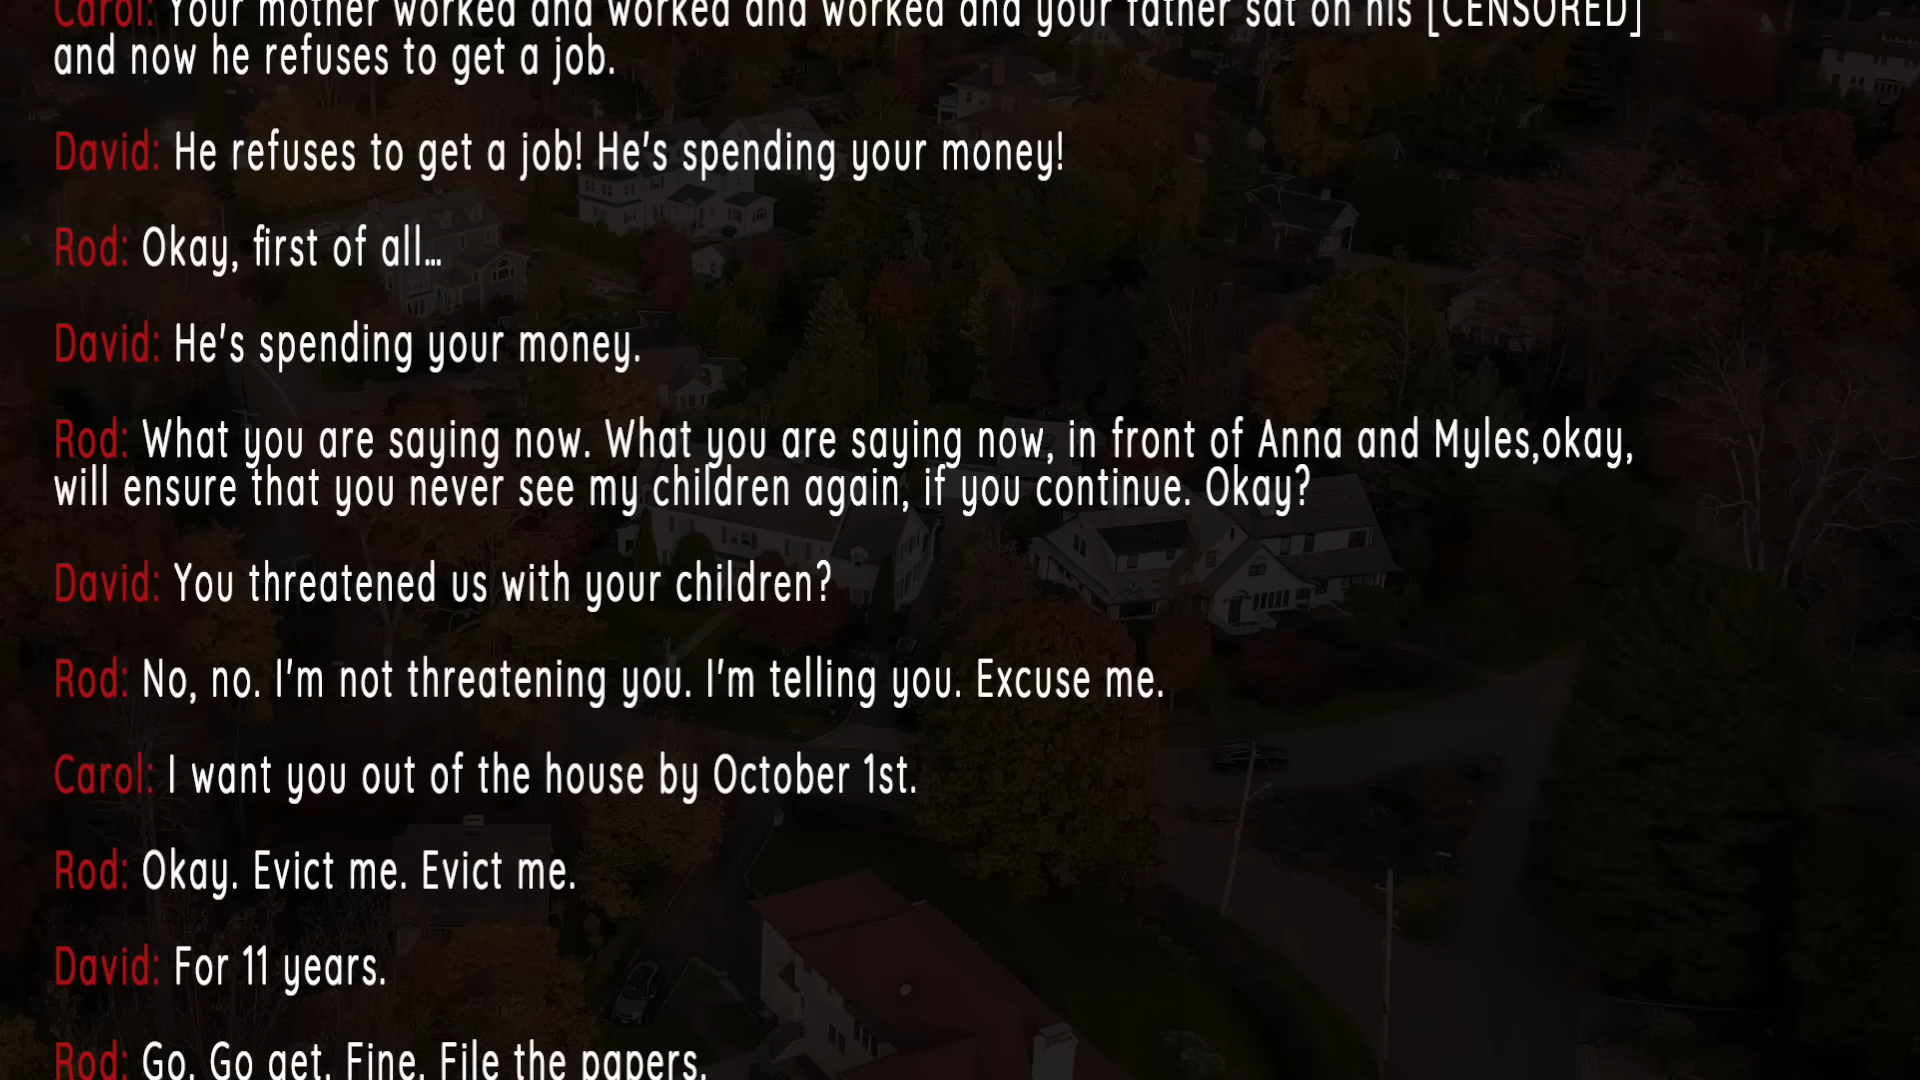 Carol: Your mother worked and worked and worked and your father sat on his [CENSORED]
and now he refuses to get a job.
David: He refuses to get a job! He's spending your money!
Rod: Okay, first of all...
David: He's spending your money.
Rod: What you are saying now. What you are saying now, in front of Anna and Myles,okay,
will ensure that you never see my children again, if you continue. Okay?
David: You threatened us with your children?
Rod: No, no. I'm not threatening you. I'm telling you. Excuse me.
Carol: I want you out of the house by October 1st.
Rod: Okay. Evict me. Evict me.
David: For 11 years.
Rod: Go. Go get. Fine. File the papers.